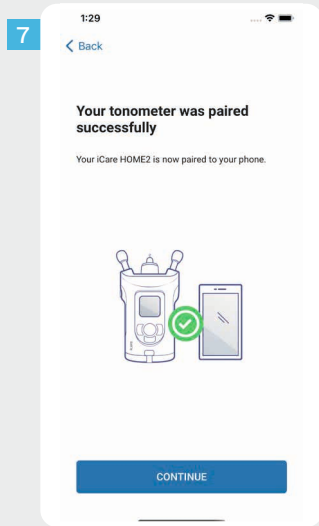 7
1:29
Back
Your tonometer was paired
successfully
Your iCare HOME2 is now paired to your phone.
CONTINUE